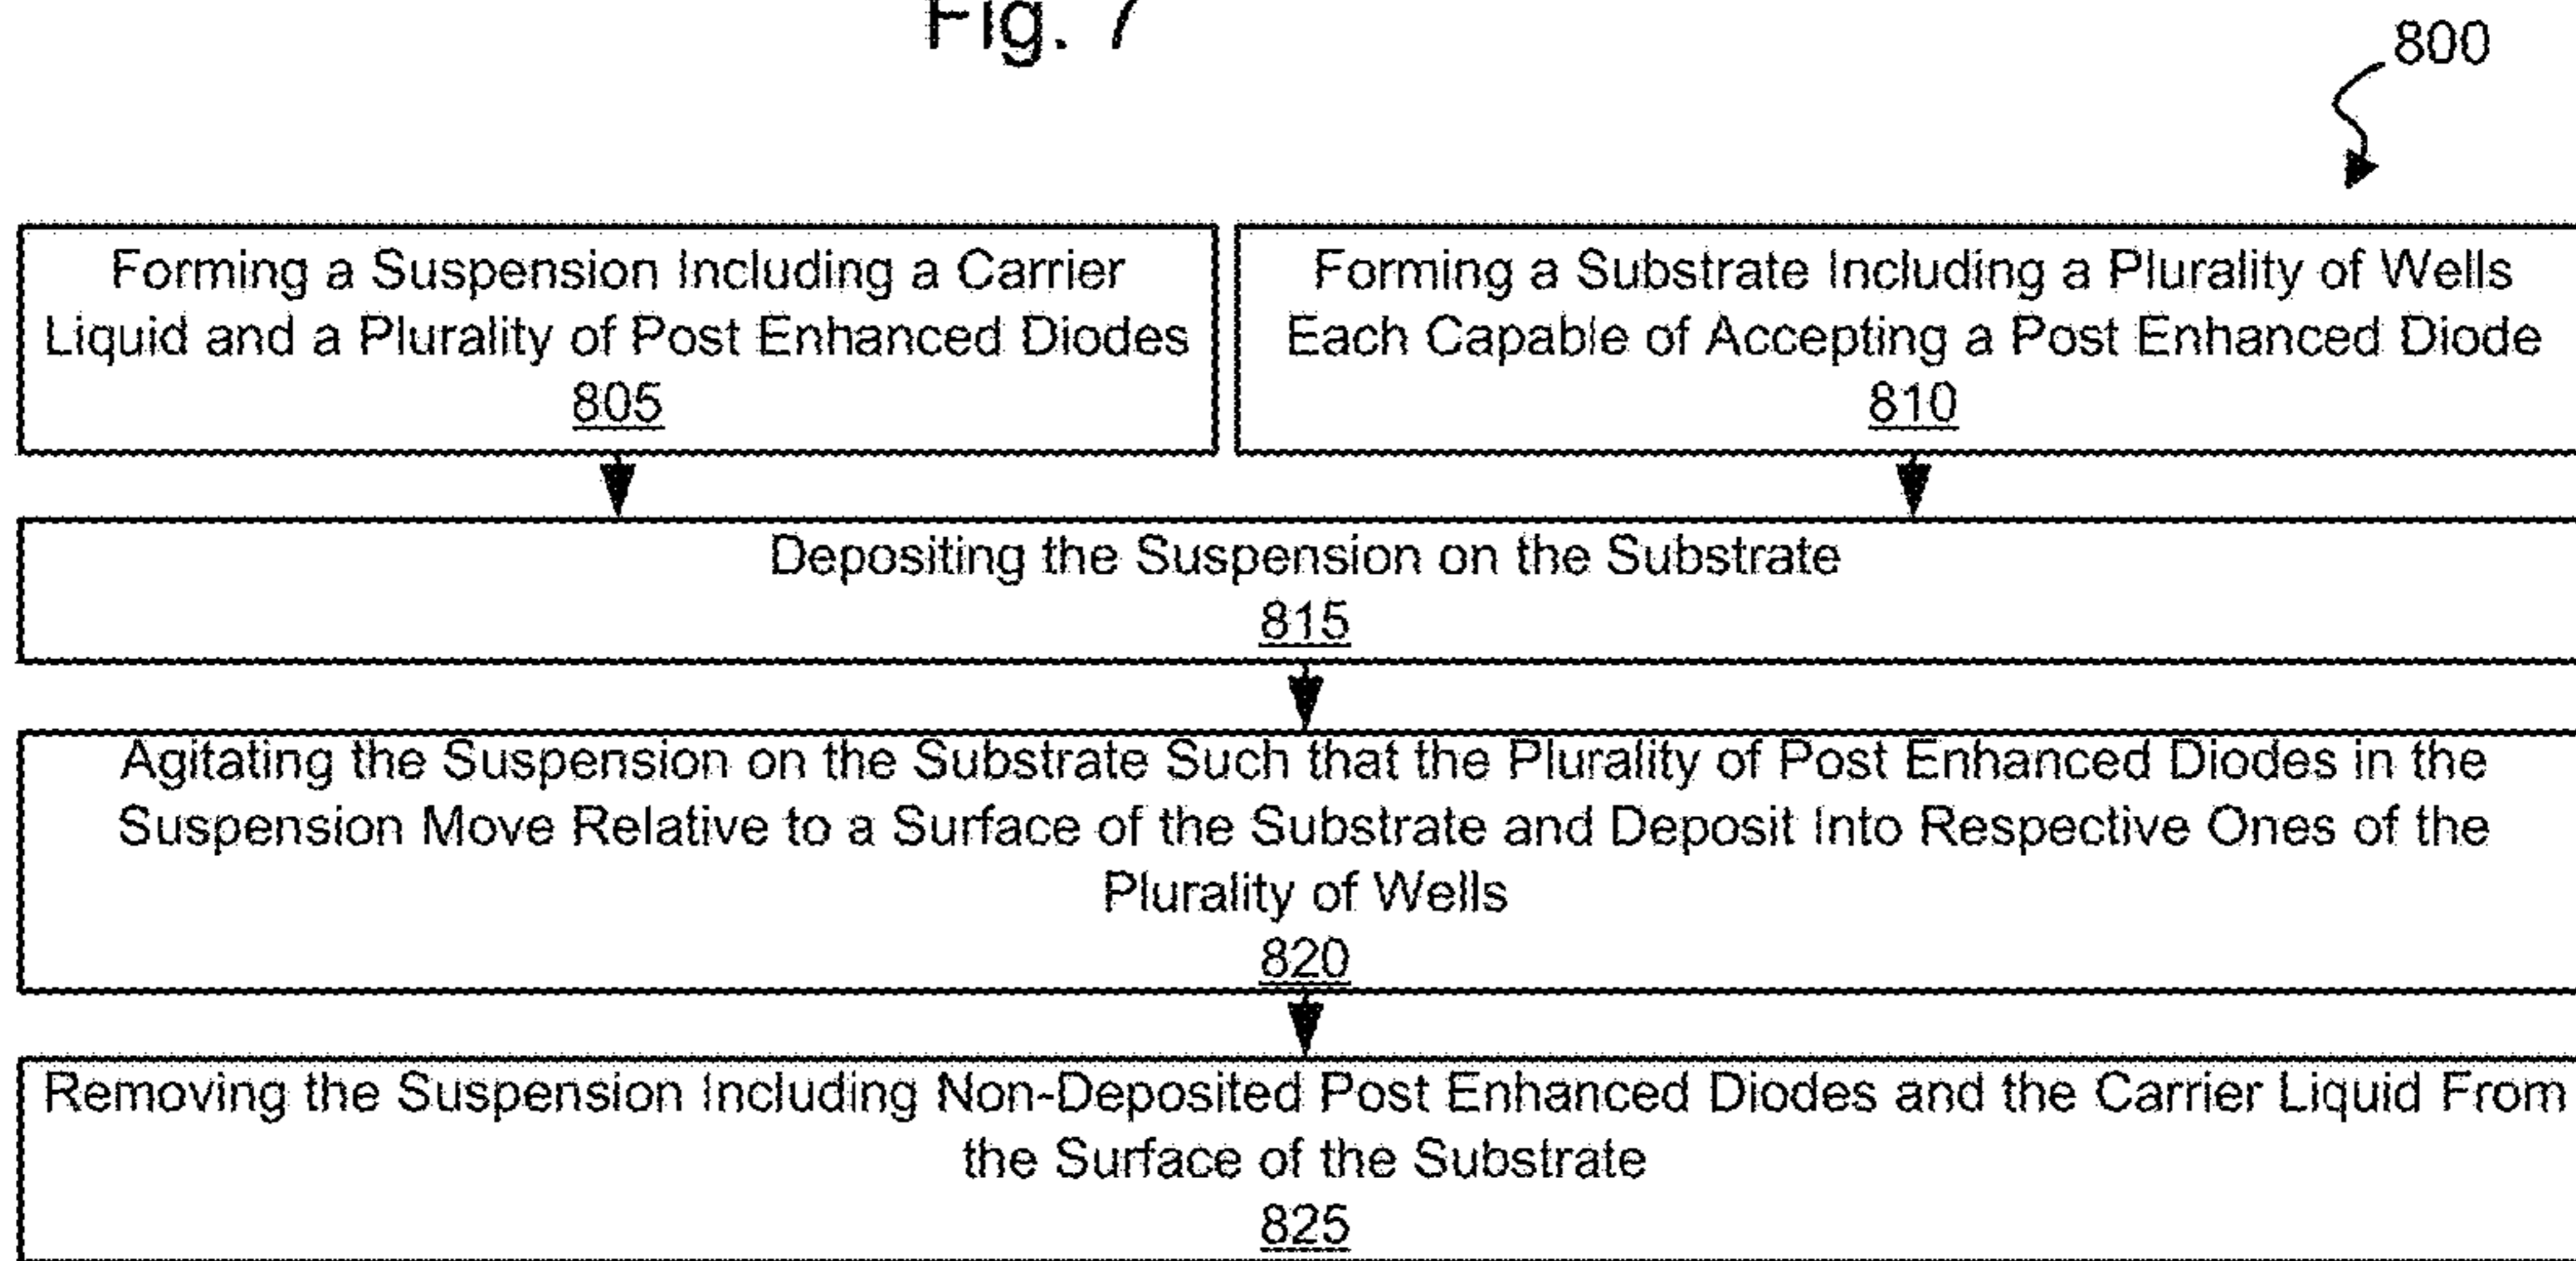 Fig. 7
800
Forming a Suspension Including a Carrier
Liquid and a Plurality of Post Enhanced Diodes
805
Forming a Substrate Including a Plurality of Wells
Each Capable of Accepting a Post Enhanced Diode
810
Depositing the Suspension on the Substrate
815
Agitating the Suspension on the Substrate Such that the Plurality of Post Enhanced Diodes in the
Suspension Move Relative to a Surface of the Substrate and Deposit Into Respective Ones of the
Plurality of Wells
820
Removing the Suspension Including Non-Deposited Post Enhanced Diodes and the Carrier Liquid From
the Surface of the Substrate
825